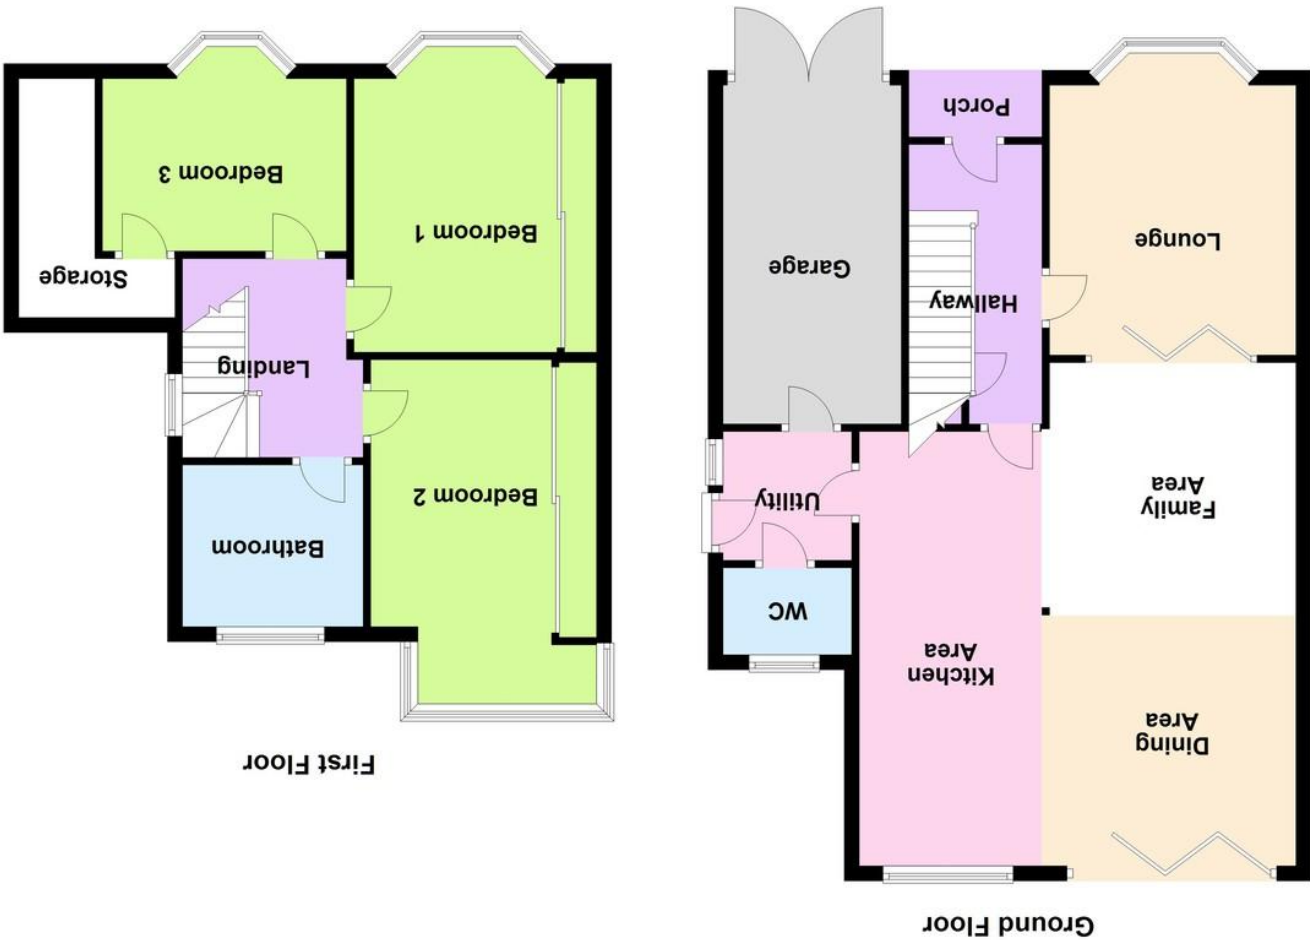 Ground Floor
Dining
Area
Kitchen
Area
WC
Family
Area
Utility
Hallway
Garage
Lounge
Porch
First Floor
Bathroom
Bedroom 2
Landing
Storage
Bedroom 1
Bedroom 3